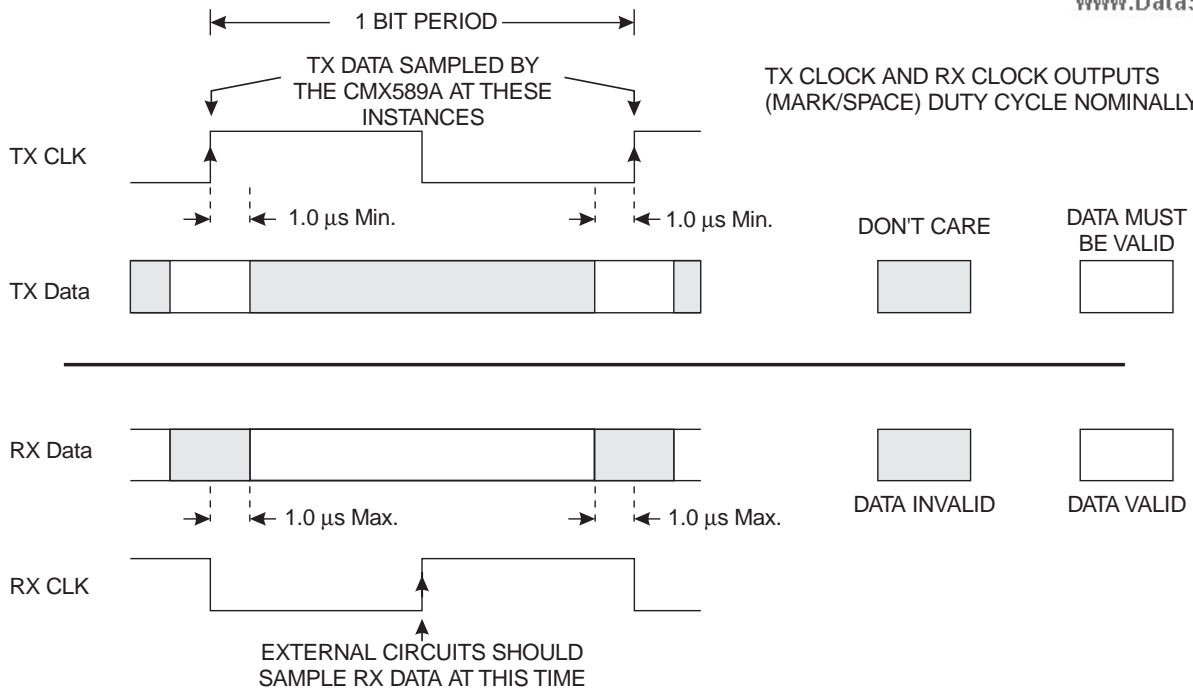 1 BIT PERIOD
TX DATA SAMPLED BY
THE CMX589A AT THESE
INSTANCES
TX CLOCK AND RX CLOCK OUTPUTS
(MARK/SPACE) DUTY CYCLE NOMINALLY
TX CLK
1.0 μs Min.
1.0 μs Min.
DON'T CARE
DATA MUST
BE VALID
TX Data
RX Data
DATA INVALID
DATA VALID
1.0 μs Max.
1.0 μs Max.
RX CLK
EXTERNAL CIRCUITS SHOULD
SAMPLE RX DATA AT THIS TIME